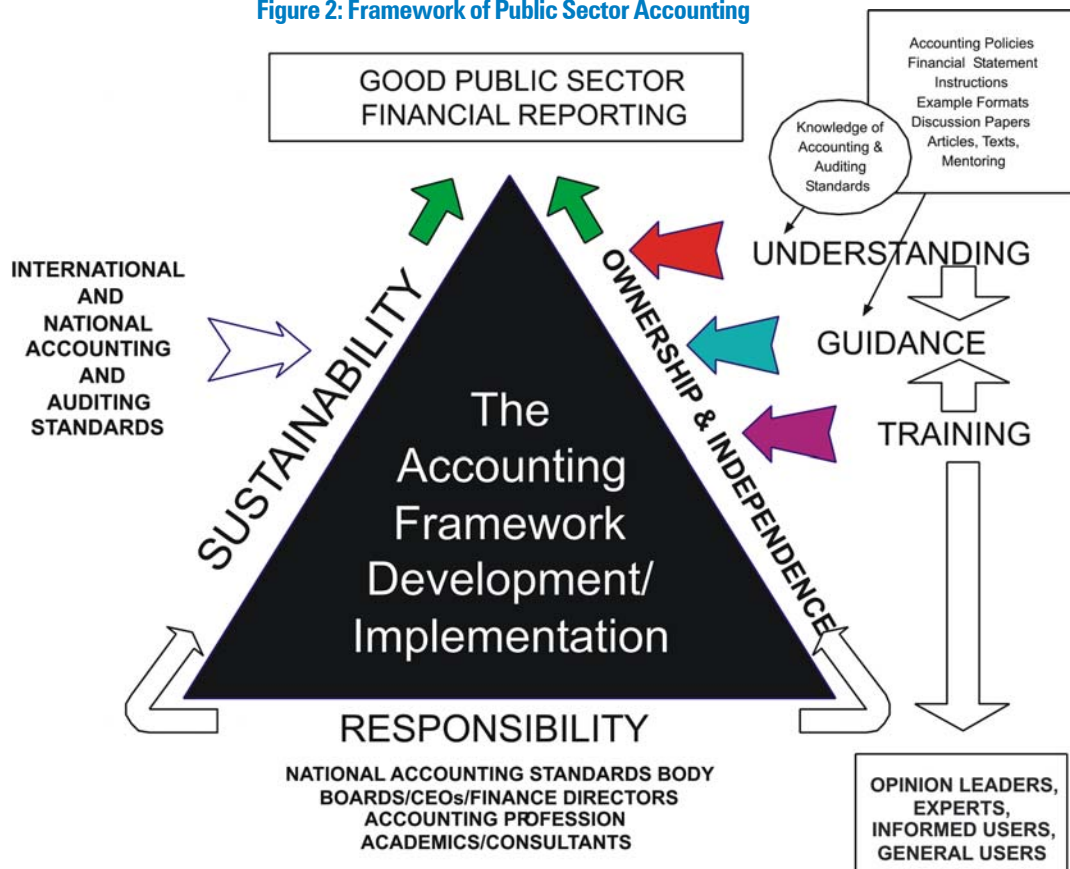 Figure 2: Framework of Public Sector Accounting
GOOD PUBLIC SECTOR
FINANCIAL REPORTING
Accounting Policies
Financial Statement
Instructions
Example Formats
Discussion Papers
Articles, Texts,
Mentoring
Knowledge of
Accounting &
Auditing
Standards
INTERNATIONAL
AND
NATIONAL
ACCOUNTING
AND
AUDITING
STANDARDS
SUSTAINABILITY
The
Accounting
Framework
Development/
Implementation
OWNERSHIP & INDEPENDENCE
UNDERSTANDING
GUIDANCE
TRAINING
RESPONSIBILITY
NATIONAL ACCOUNTING STANDARDS BODY
BOARDS/CEOs/FINANCE DIRECTORS
ACCOUNTING PROFESSION
ACADEMICS/CONSULTANTS
OPINION LEADERS,
EXPERTS,
INFORMED USERS,
GENERAL USERS